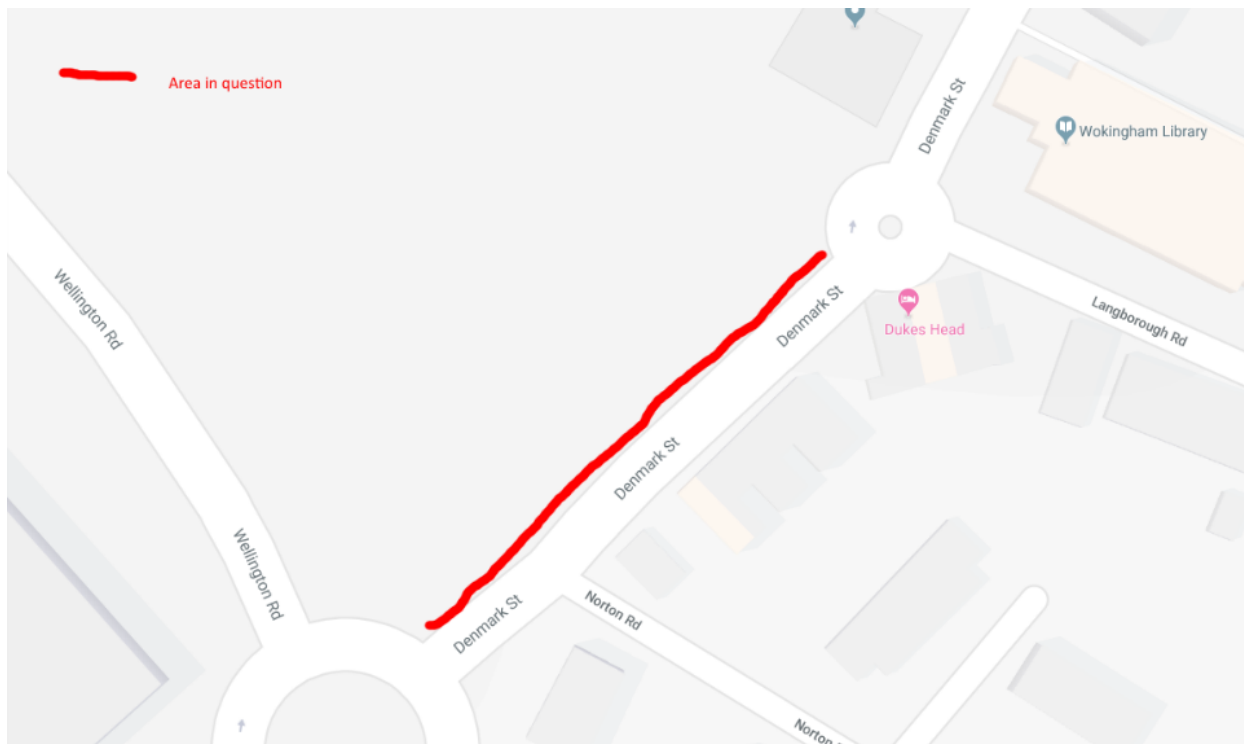 Area in question
Denmark St
Wokingham Library
Wellington Rd
Denmark St
Langborough Rd
Dukes Head
Denmark St
Wellington Rd
Norton Rd
Denmark St
Norton